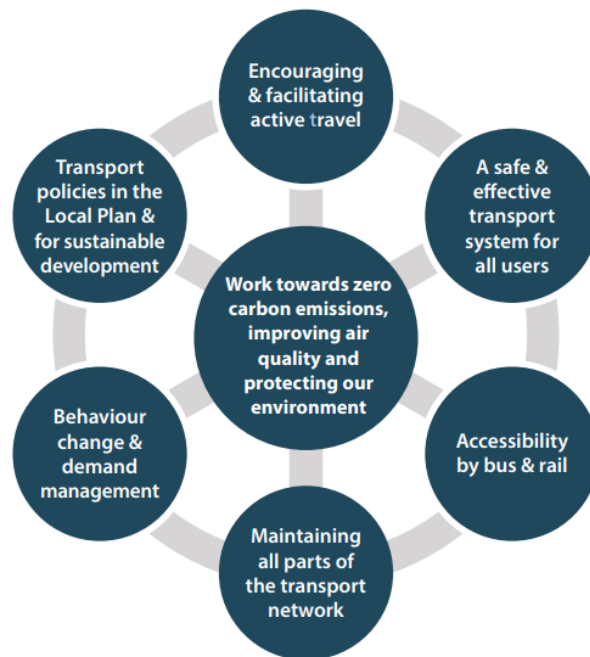 Encouraging
& facilitating
active travel
Transport
policies in the
Local Plan &
for sustainable
development
A safe &
effective
transport
system for
all users
Work towards zero
carbon emissions,
improving air
quality and
protecting our
environment
Behaviour
change &
demand
management
Accessibility
by bus & rail
Maintaining
all parts of
the transport
network